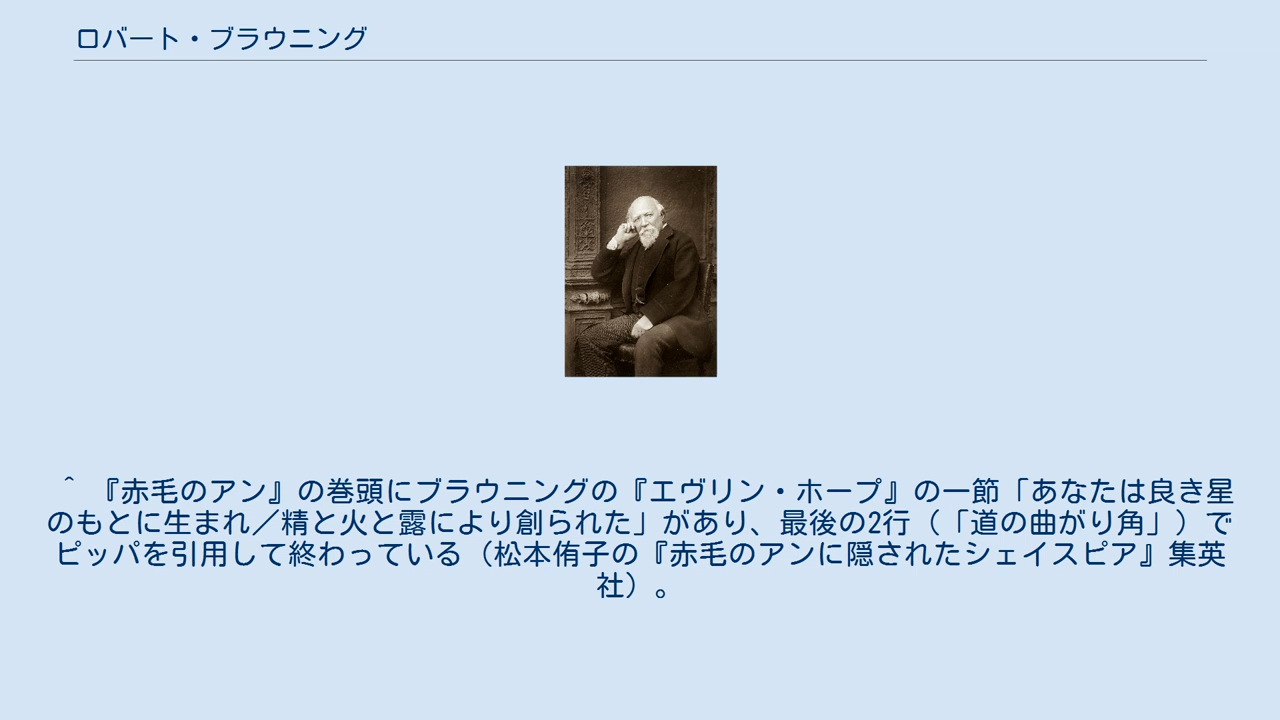 ロバート・ブラウニング
^ 『赤毛のアン』の巻頭にブラウニングの『エヴリン・ホープ』の一節「あなたは良き星
のもとに生まれ／精と火と露により創られた」があり、最後の2行（「道の曲がり角」）で
ピッパを引用して終わっている（松本侑子の『赤毛のアンに隠されたシェイスピア』集英
社）。